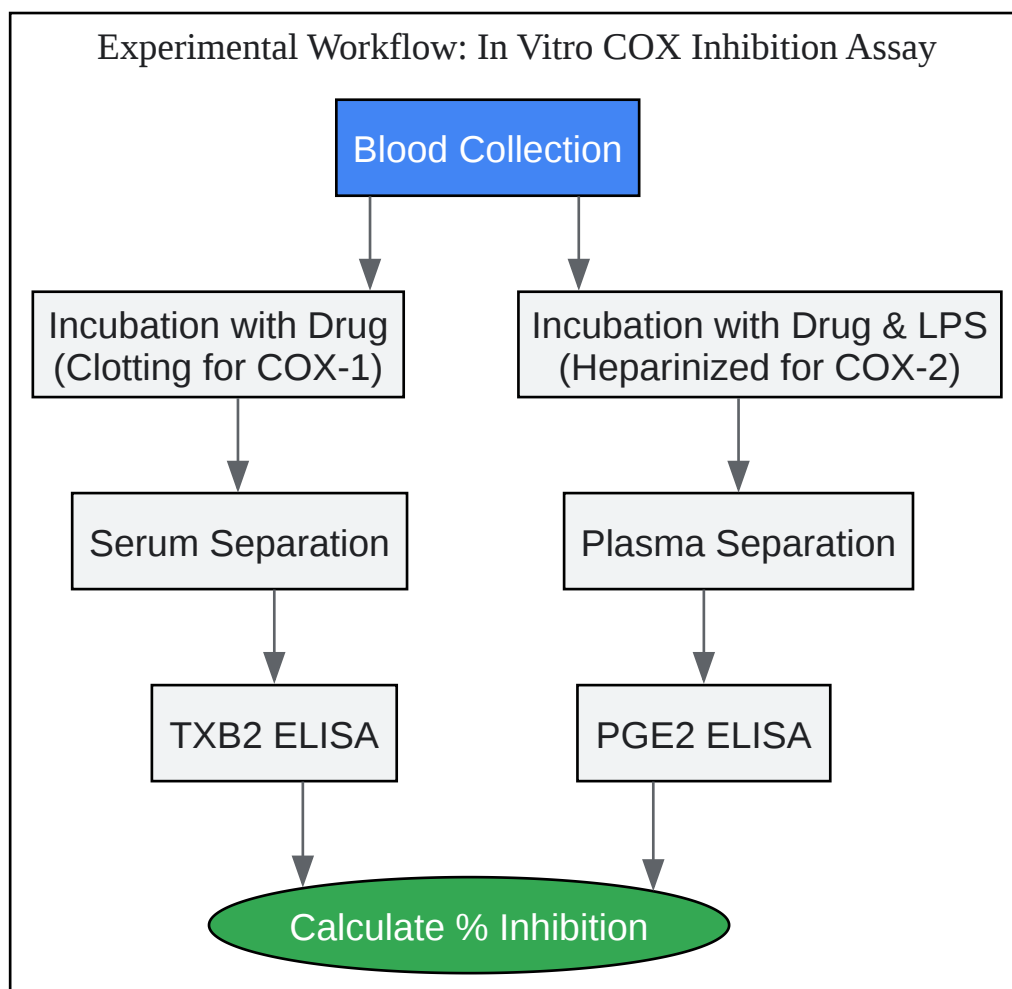 Experimental Workflow: In Vitro COX Inhibition Assay
Blood Collection
Incubation with Drug
(Clotting for COX-1)
Incubation with Drug & LPS
(Heparinized for COX-2)
Serum Separation
Plasma Separation
TXB2 ELISA
PGE2 ELISA
Calculate % Inhibition